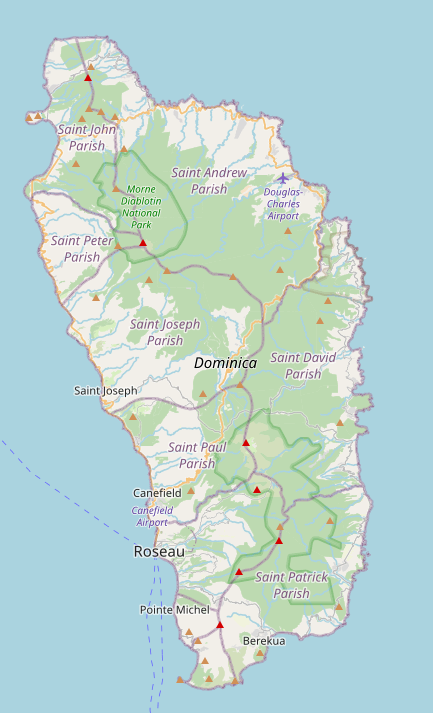 Saint John
Parish
Saint Andrew
Parish
Morne
Diablotin
National
Park
Douglas-
Charles
Airport
Saint Peter
Parish
Saint Joseph
Parish
Dominica
Saint David
Parish
Saint Joseph
Saint Paul
Parish
Canefield
Canefield
Airport
Roseau
Saint Patrick
Parish
Pointe Michel
Berekua